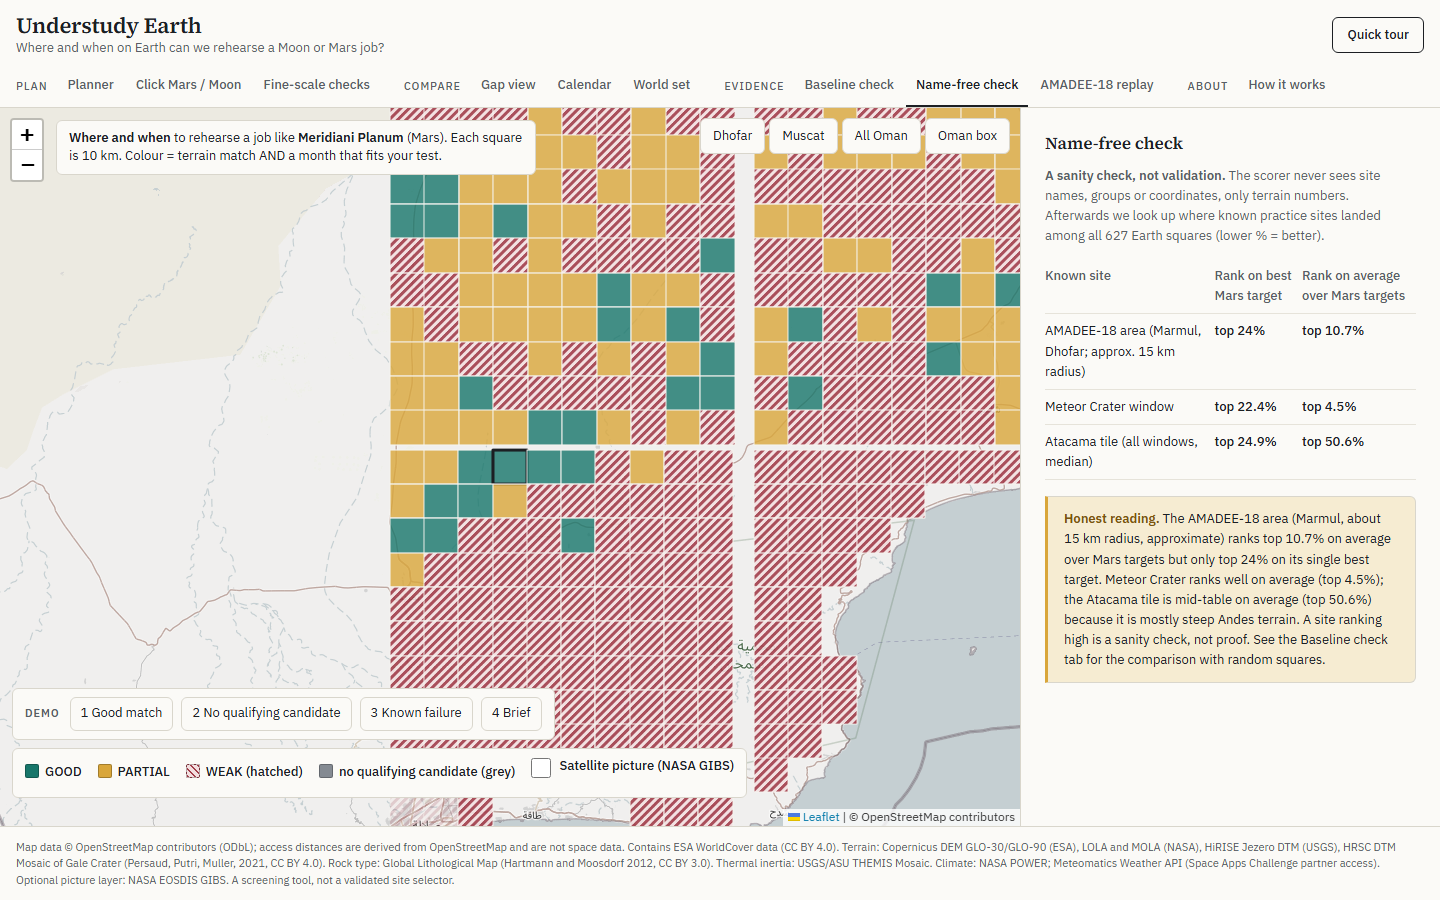 Understudy Earth
Where and when on Earth can we rehearse a Moon or Mars job?
Quick tour
PLAN Planner Click Mars / Moon Fine-scale checks COMPARE Gap view Calendar World set EVIDENCE Baseline check Name-free check AMADEE-18 replay ABOUT How it works
+
−
Where and when to rehearse a job like Meridiani Planum (Mars). Each square
is 10 km. Colour = terrain match AND a month that fits your test.
Dhofar Muscat All Oman Oman box
DEMO 1 Good match 2 No qualifying candidate 3 Known failure 4 Brief
GOOD PARTIAL WEAK (hatched) no qualifying candidate (grey) Satellite picture (NASA GIBS)
طاقة
Leaflet | © OpenStreetMap contributors
Name-free check
A sanity check, not validation. The scorer never sees site
names, groups or coordinates, only terrain numbers.
Afterwards we look up where known practice sites landed
among all 627 Earth squares (lower % = better).
Known site Rank on best Rank on average
Mars target over Mars targets
AMADEE-18 area (Marmul, top 24% top 10.7%
Dhofar; approx. 15 km
radius)
Meteor Crater window top 22.4% top 4.5%
Atacama tile (all windows, top 24.9% top 50.6%
median)
Honest reading. The AMADEE-18 area (Marmul, about
15 km radius, approximate) ranks top 10.7% on average
over Mars targets but only top 24% on its single best
target. Meteor Crater ranks well on average (top 4.5%);
the Atacama tile is mid-table on average (top 50.6%)
because it is mostly steep Andes terrain. A site ranking
high is a sanity check, not proof. See the Baseline check
tab for the comparison with random squares.
Map data © OpenStreetMap contributors (ODbL); access distances are derived from OpenStreetMap and are not space data. Contains ESA WorldCover data (CC BY 4.0). Terrain: Copernicus DEM GLO-30/GLO-90 (ESA), LOLA and MOLA (NASA), HiRISE Jezero DTM (USGS), HRSC DTM
Mosaic of Gale Crater (Persaud, Putri, Muller, 2021, CC BY 4.0). Rock type: Global Lithological Map (Hartmann and Moosdorf 2012, CC BY 3.0). Thermal inertia: USGS/ASU THEMIS Mosaic. Climate: NASA POWER; Meteomatics Weather API (Space Apps Challenge partner access).
Optional picture layer: NASA EOSDIS GIBS. A screening tool, not a validated site selector.